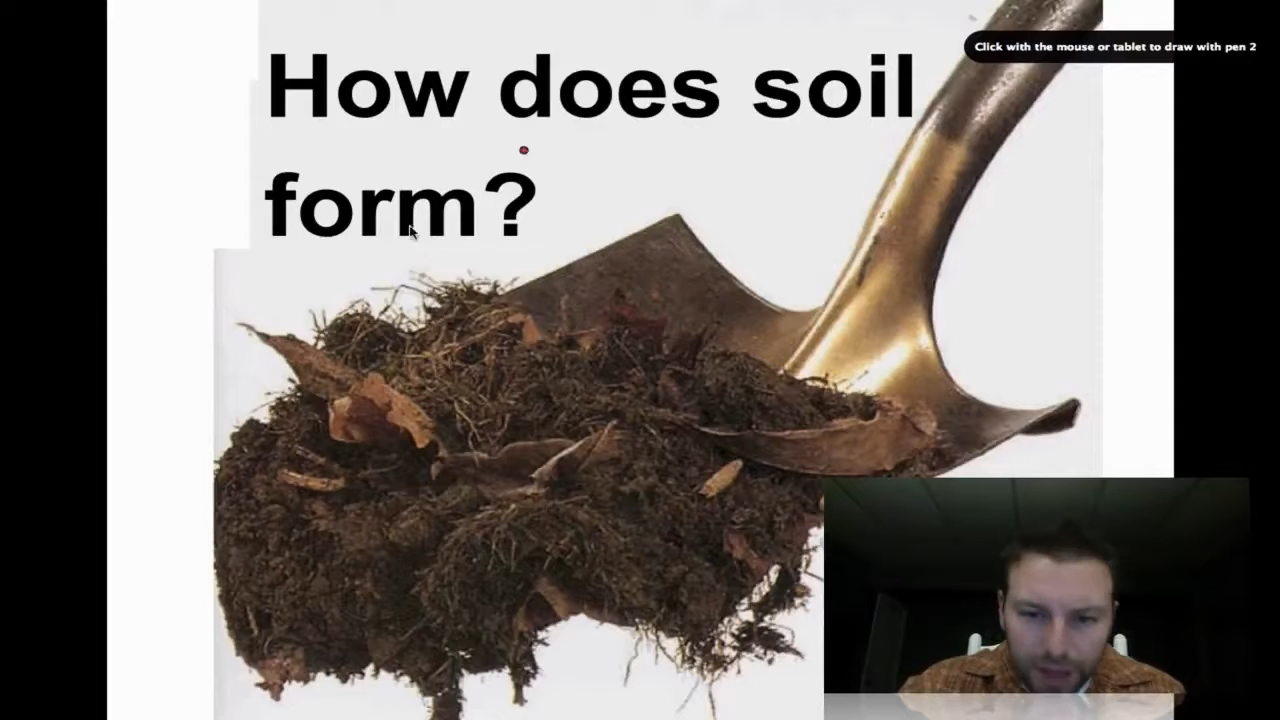 How does soil
form?
Click with the mouse or tablet to draw with pen 2